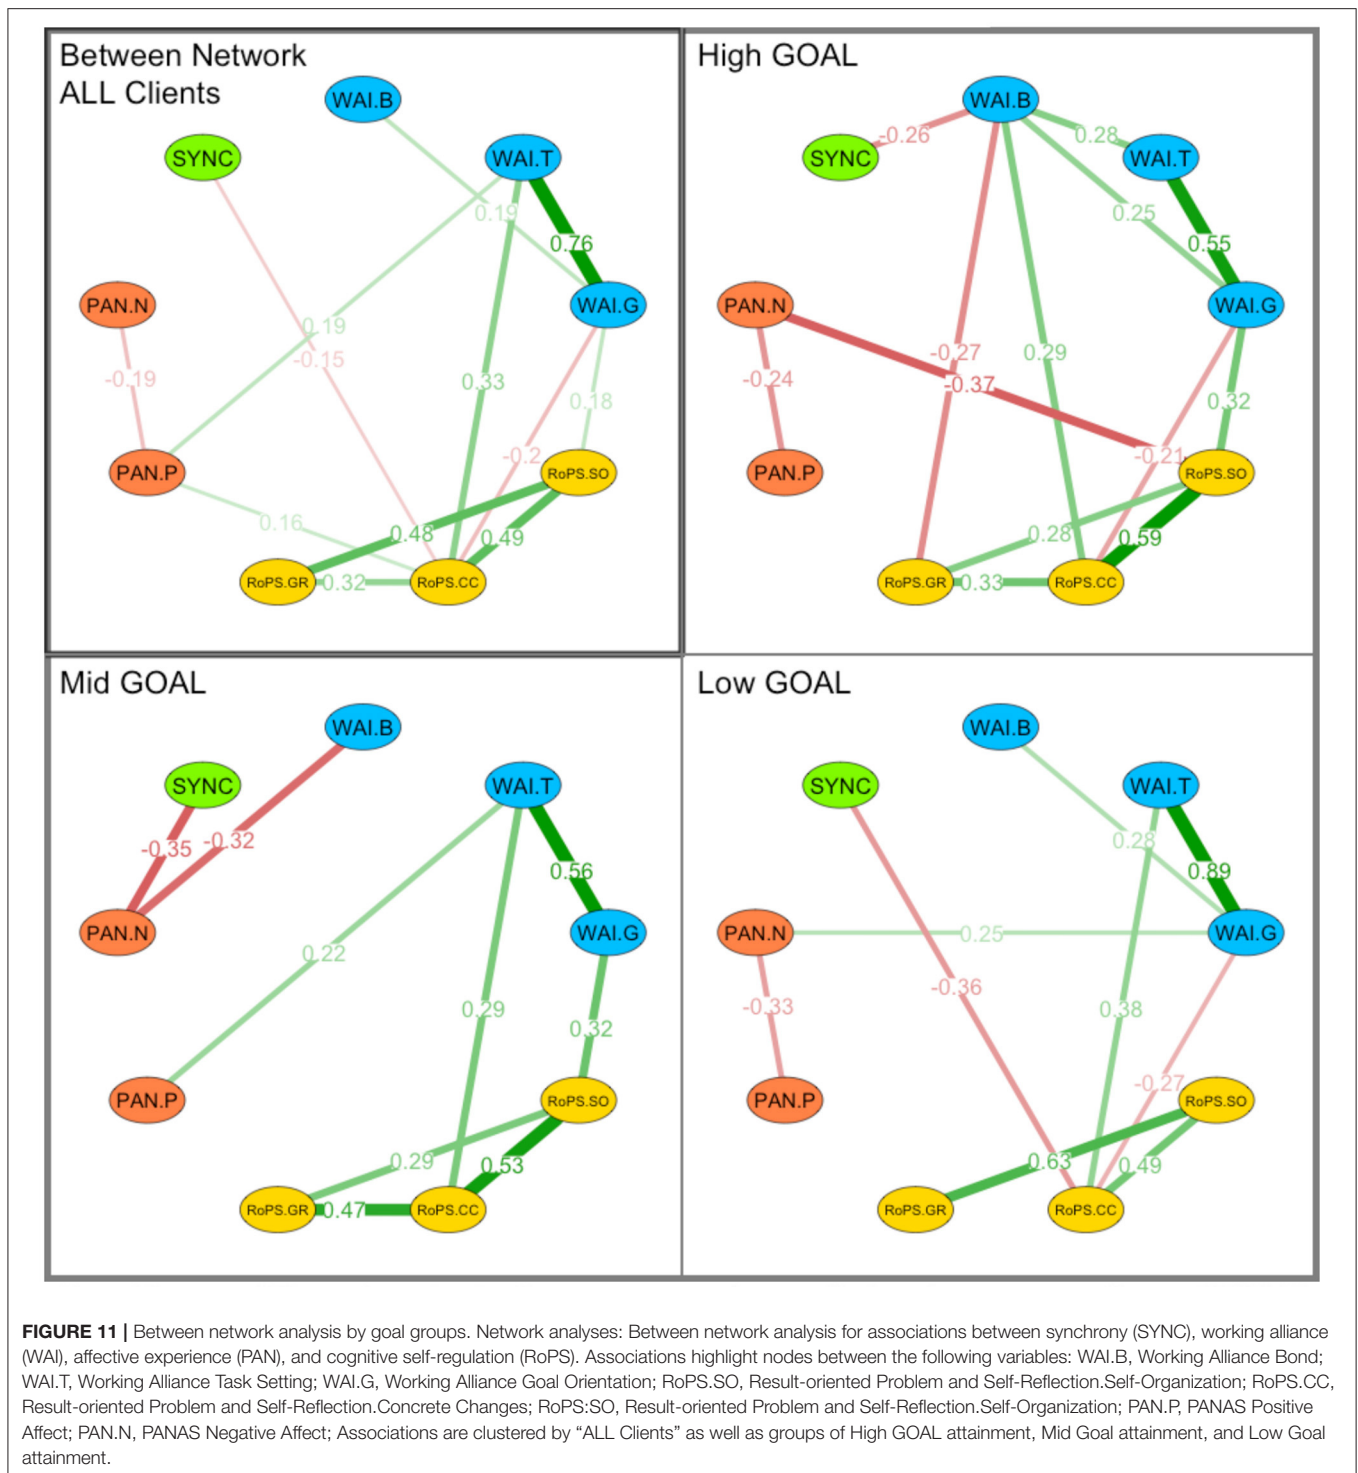 Between Network
ALL Clients
WAI.B
SYNC
WAI.T
0.19
0.76
PAN.N
WAI.G
0.19
-0.15
-0.19
0.33
0.18
-0.2
PAN.P
RoPS.SO
0.16
0.48
0.49
RoPS.GR
0.32
RoPS.CC
High GOAL
WAI.B
-0.26
0.28
SYNC
WAI.T
0.25
0.55
PAN.N
WAI.G
-0.27
0.29
-0.24
-0.37
0.32
-0.21
PAN.P
RoPS.SO
0.28
0.59
RoPS.GR
0.33
RoPS.CC
Mid GOAL
WAI.B
SYNC
WAI.T
-0.35
-0.32
0.56
PAN.N
WAI.G
0.22
0.29
0.32
PAN.P
RoPS.SO
0.29
0.53
RoPS.GR
0.47
RoPS.CC
Low GOAL
WAI.B
SYNC
WAI.T
0.28
0.89
PAN.N
0.25
WAI.G
-0.36
-0.33
0.38
-0.27
PAN.P
RoPS.SO
0.63
0.49
RoPS.GR
RoPS.CC
FIGURE 11 | Between network analysis by goal groups. Network analyses: Between network analysis for associations between synchrony (SYNC), working alliance
(WAI), affective experience (PAN), and cognitive self-regulation (RoPS). Associations highlight nodes between the following variables: WAI.B, Working Alliance Bond;
WAI.T, Working Alliance Task Setting; WAI.G, Working Alliance Goal Orientation; RoPS.SO, Result-oriented Problem and Self-Reflection.Self-Organization; RoPS.CC,
Result-oriented Problem and Self-Reflection.Concrete Changes; RoPS:SO, Result-oriented Problem and Self-Reflection.Self-Organization; PAN.P, PANAS Positive
Affect; PAN.N, PANAS Negative Affect; Associations are clustered by “ALL Clients” as well as groups of High GOAL attainment, Mid Goal attainment, and Low Goal
attainment.